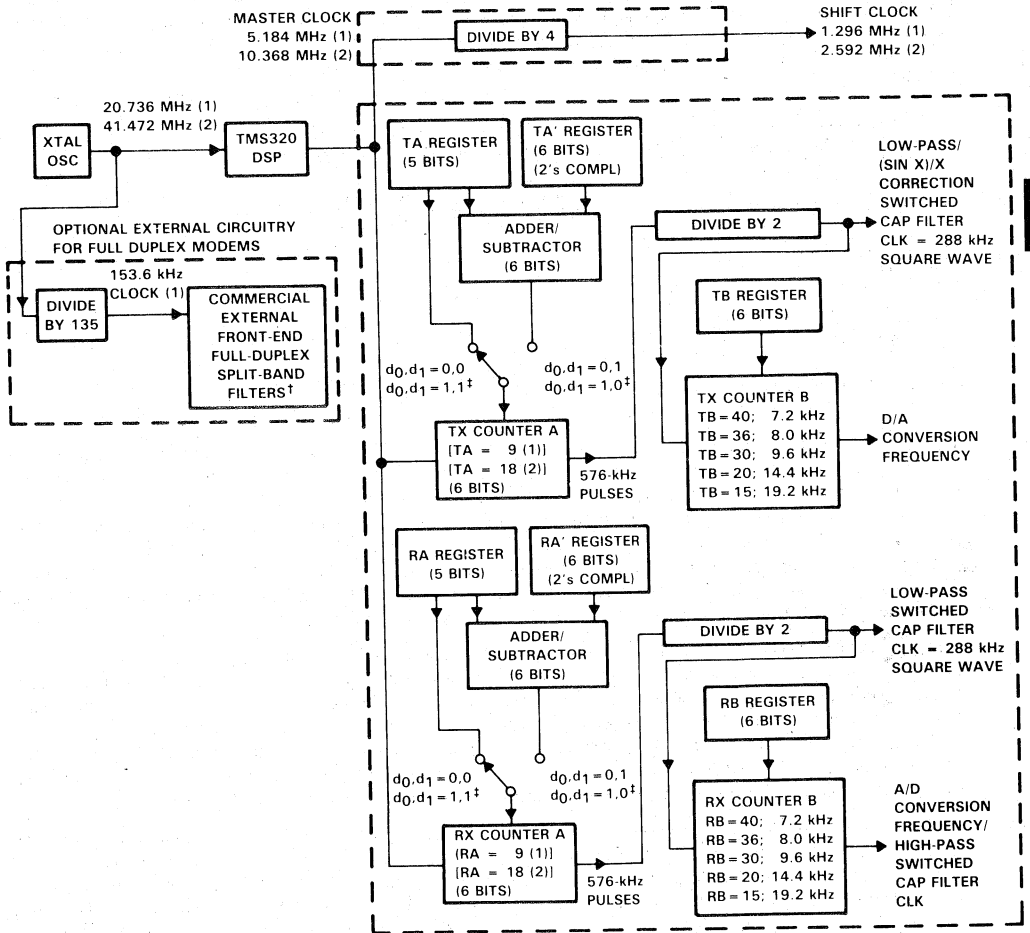 MASTER CLOCK
5.184 MHz (1)
10.368 MHz (2)
DIVIDE BY 4
SHIFT CLOCK
1.296 MHz (1)
2.592 MHz (2)
20.736 MHz (1)
41.472 MHz (2)
XTAL
OSC
TMS320
DSP
OPTIONAL EXTERNAL CIRCUITRY
FOR FULL DUPLEX MODEMS
153.6 kHz
CLOCK (1)
DIVIDE
BY 135
COMMERCIAL
EXTERNAL
FRONT-END
FULL-DUPLEX
SPLIT-BAND
FILTERS†
TA REGISTER
(5 BITS)
TA' REGISTER
(6 BITS)
(2's COMPL)
ADDER/
SUBTRACTOR
(6 BITS)
d0,d1 = 0,0
d0,d1 = 1,1‡
d0,d1 = 0,1
d0,d1 = 1,0‡
TX COUNTER A
[TA = 9 (1)]
[TA = 18 (2)]
(6 BITS)
576-kHz
PULSES
DIVIDE BY 2
LOW-PASS/
(SIN X)/X
CORRECTION
SWITCHED
CAP FILTER
CLK = 288 kHz
SQUARE WAVE
TB REGISTER
(6 BITS)
TX COUNTER B
TB = 40; 7.2 kHz
TB = 36; 8.0 kHz
TB = 30; 9.6 kHz
TB = 20; 14.4 kHz
TB = 15; 19.2 kHz
D/A
CONVERSION
FREQUENCY
RA REGISTER
(5 BITS)
RA' REGISTER
(6 BITS)
(2's COMPL)
ADDER/
SUBTRACTOR
(6 BITS)
d0,d1 = 0,0
d0,d1 = 1,1‡
d0,d1 = 0,1
d0,d1 = 1,0‡
RX COUNTER A
(RA = 9 (1)]
[RA = 18 (2)]
(6 BITS)
576-kHz
PULSES
DIVIDE BY 2
LOW-PASS
SWITCHED
CAP FILTER
CLK = 288 kHz
SQUARE WAVE
RB REGISTER
(6 BITS)
RX COUNTER B
RB = 40; 7.2 kHz
RB = 36; 8.0 kHz
RB = 30; 9.6 kHz
RB = 20; 14.4 kHz
RB = 15; 19.2 kHz
A/D
CONVERSION
FREQUENCY/
HIGH-PASS
SWITCHED
CAP FILTER
CLK